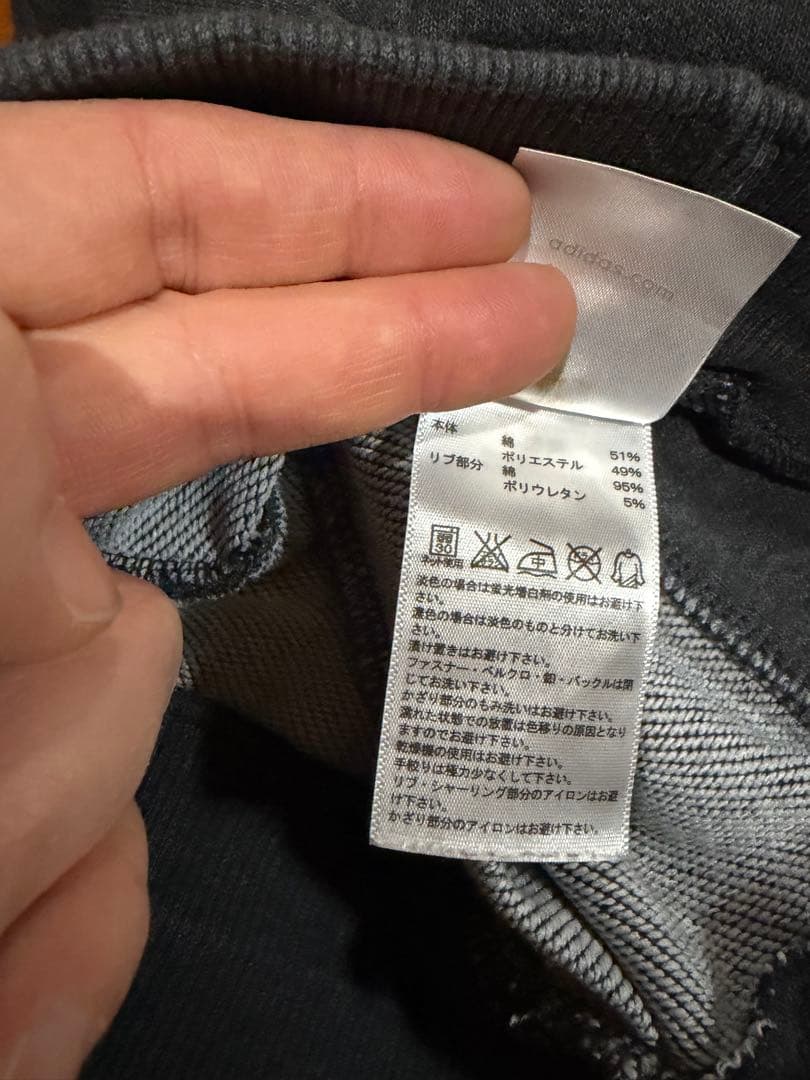 adidas.com
本体 綿 51%
ポリエステル 49%
リブ部分 綿 95%
ポリウレタン 5%
弱 30 中
ネット使用
淡色の場合は蛍光増白剤の使用はお避け下
さい。
濃色の場合は淡色のものと分けてお洗い下
さい。
漬け置きはお避け下さい。
ファスナー・ベルクロ・釦・バックルは閉
じてお洗い下さい。
かざり部分のもみ洗いはお避け下さい。
濡れた状態での放置は色移りの原因となり
ますのでお避け下さい。
乾燥機の使用はお避け下さい。
手絞りは極力少なくして下さい。
リブ・シャーリング部分のアイロンはお避
け下さい。
かざり部分のアイロンはお避け下さい。